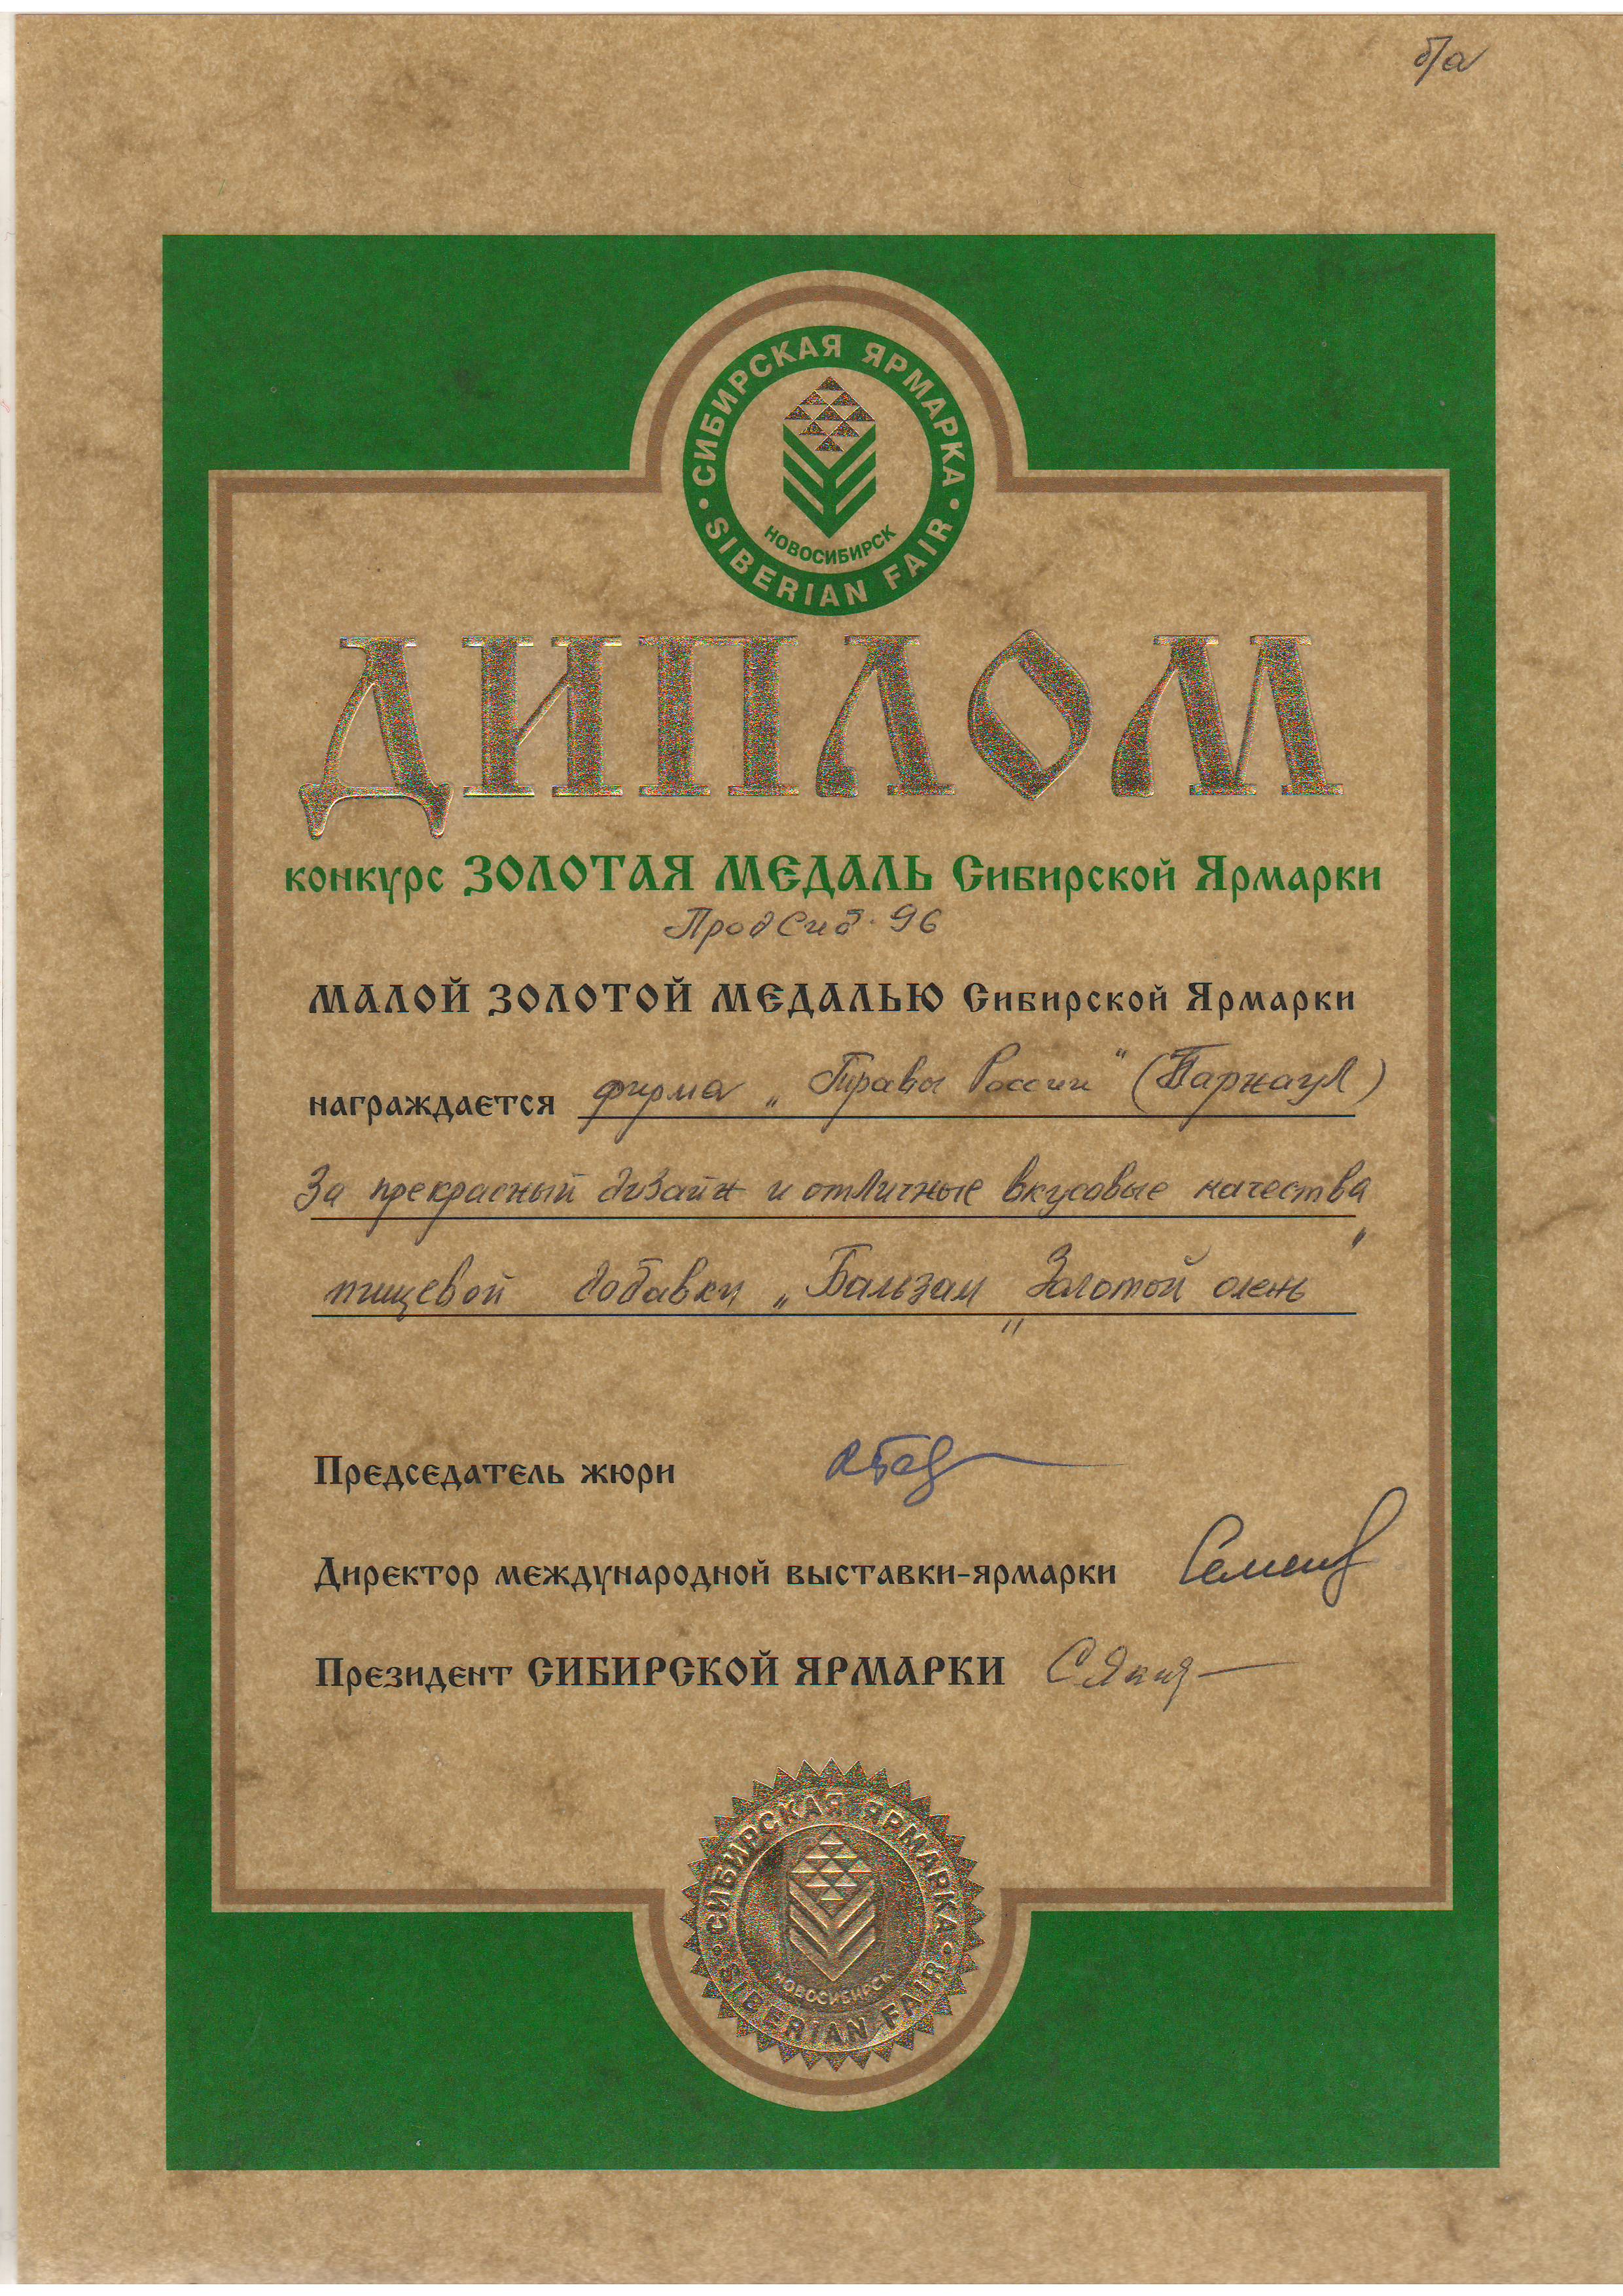 б/а
СИБИРСКАЯ ЯРМАРКА
НОВОСИБИРСК
SIBERIAN FAIR
ДИПЛОМ
конкурс ЗОЛОТАЯ МЕДАЛЬ Сибирской Ярмарки
ПродСиб-96
МАЛОЙ ЗОЛОТОЙ МЕДАЛЬЮ Сибирской Ярмарки
награждается фирма „Травы России" (Барнаул)
За прекрасный дизайн и отличные вкусовые качества
пищевой добавки „Бальзам „Золотой олень"
Председатель жюри
Директор международной выставки-ярмарки
Президент СИБИРСКОЙ ЯРМАРКИ
СИБИРСКАЯ ЯРМАРКА
НОВОСИБИРСК
SIBERIAN FAIR